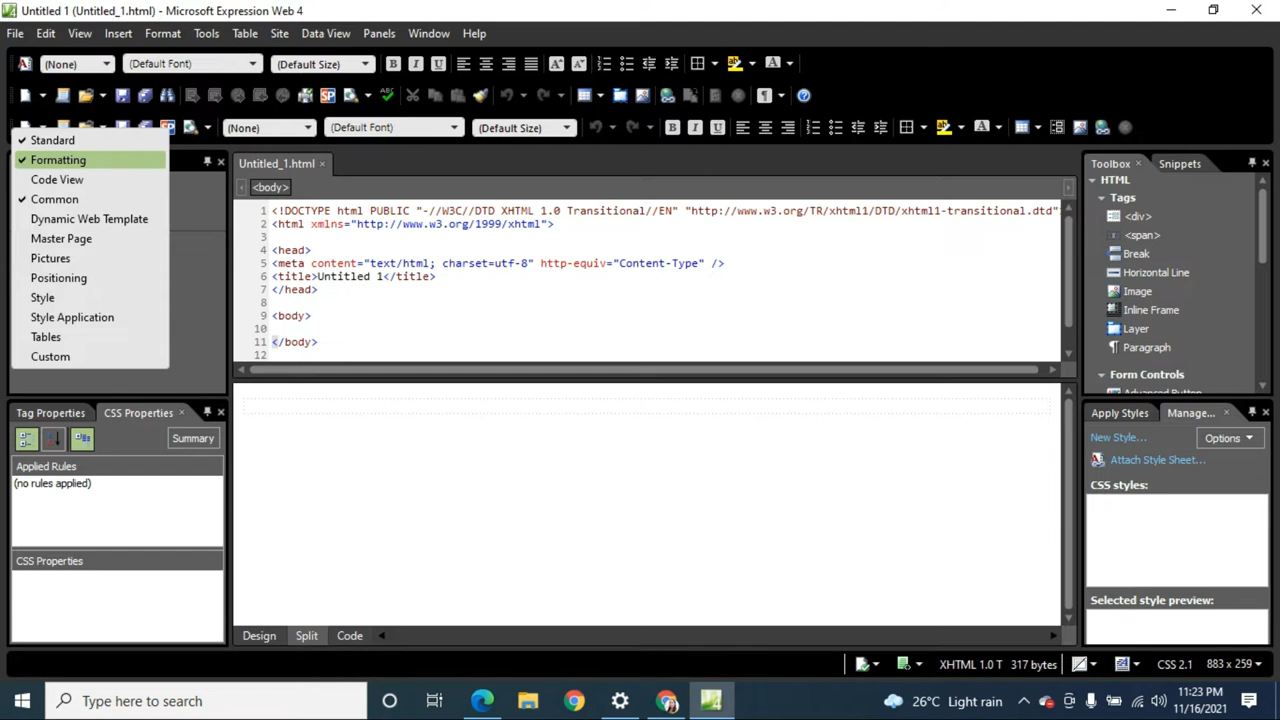 Untitled 1 (Untitled_1.html) - Microsoft Expression Web 4
File Edit View Insert Format Tools Table Site Data View Panels Window Help
(None) (Default Font) (Default Size) B I U
(None) (Default Font) (Default Size) B I U
Standard
Formatting
Code View
Common
Dynamic Web Template
Master Page
Pictures
Positioning
Style
Style Application
Tables
Custom
Untitled_1.html
<body>
1 <!DOCTYPE html PUBLIC "-//W3C//DTD XHTML 1.0 Transitional//EN" "http://www.w3.org/TR/xhtml1/DTD/xhtml1-transitional.dtd"
2 <html xmlns="http://www.w3.org/1999/xhtml">
3
4 <head>
5 <meta content="text/html; charset=utf-8" http-equiv="Content-Type" />
6 <title>Untitled 1</title>
7 </head>
8
9 <body>
10
11 </body>
12
Design Split Code
Toolbox Snippets
HTML
Tags
<div>
<span>
Break
Horizontal Line
Image
Inline Frame
Layer
Paragraph
Form Controls
Advanced Button
Tag Properties CSS Properties
Summary
Applied Rules
(no rules applied)
CSS Properties
Apply Styles Manage...
New Style... Options
Attach Style Sheet...
CSS styles:
Selected style preview:
XHTML 1.0 T 317 bytes CSS 2.1 883 x 259
Type here to search
26°C Light rain
11:23 PM
11/16/2021